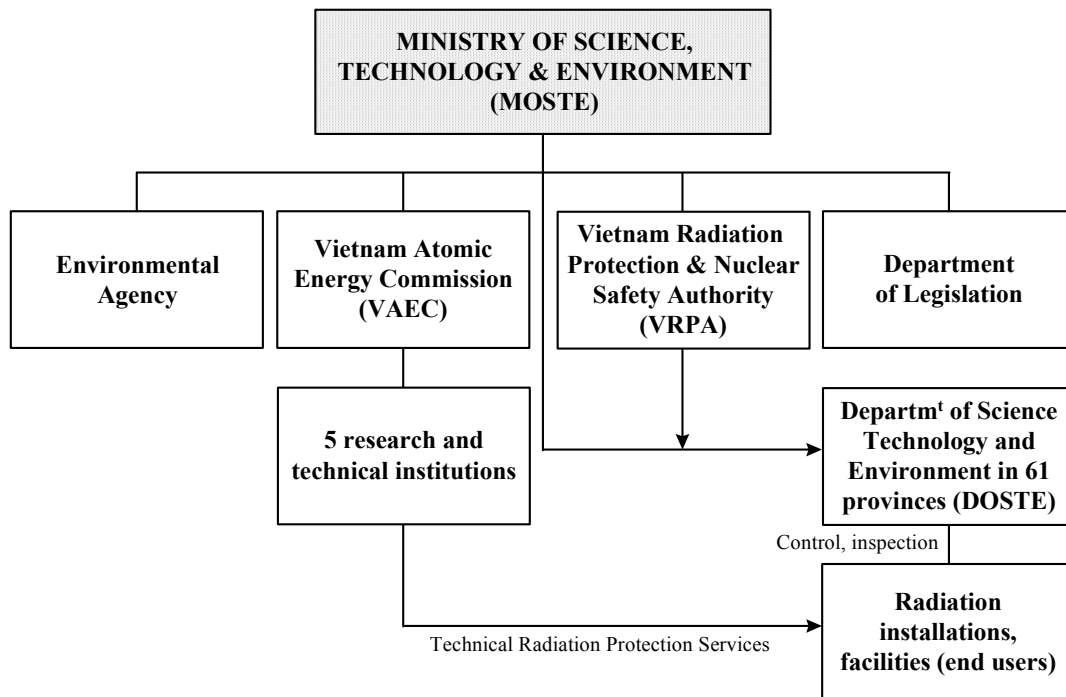 MINISTRY OF SCIENCE,
TECHNOLOGY & ENVIRONMENT
(MOSTE)
Environmental
Agency
Vietnam Atomic
Energy Commission
(VAEC)
Vietnam Radiation
Protection & Nuclear
Safety Authority
(VRPA)
Department
of Legislation
5 research and
technical institutions
Departmᵗ of Science
Technology and
Environment in 61
provinces (DOSTE)
Control, inspection
Technical Radiation Protection Services
Radiation
installations,
facilities (end users)